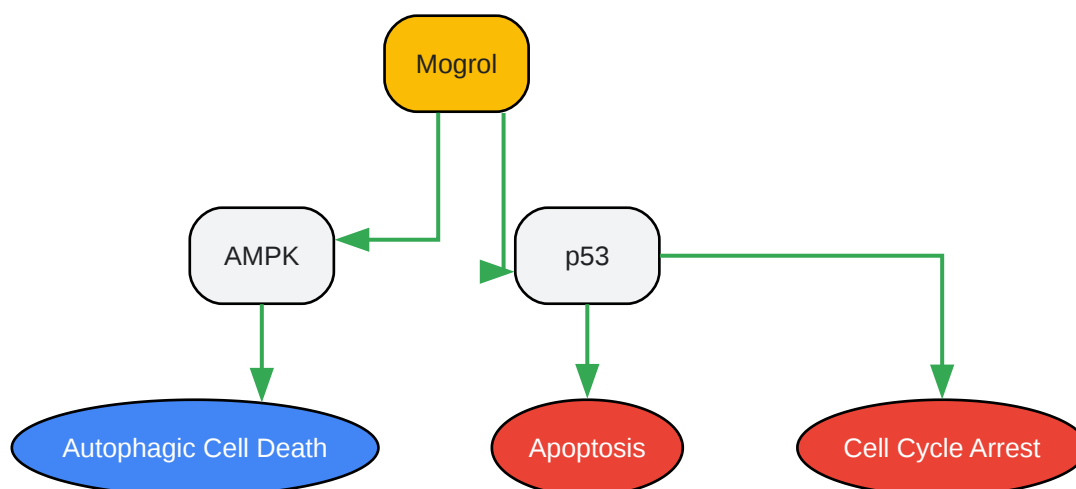 Mogrol
AMPK
p53
Autophagic Cell Death
Apoptosis
Cell Cycle Arrest